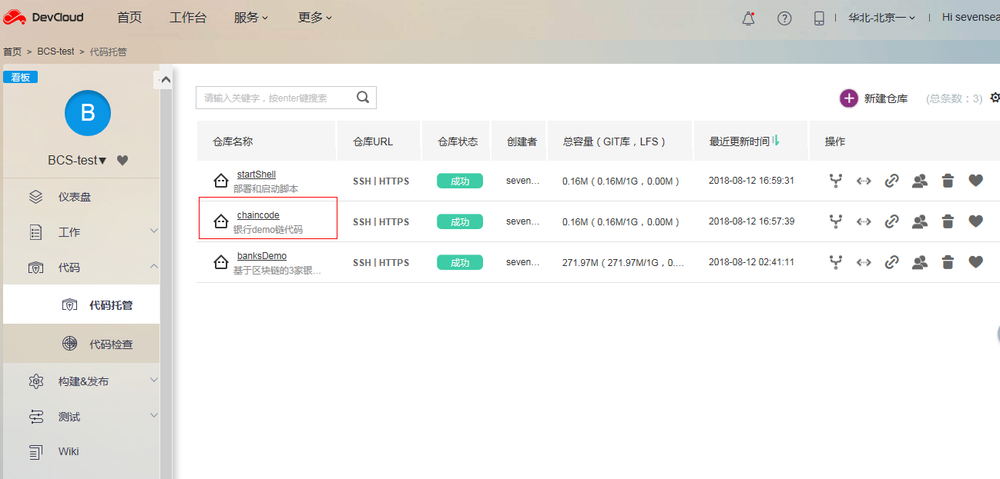 DevCloud 首页 工作台 服务 更多 华北-北京一 Hi sevensea
首页 > BCS-test > 代码托管
看板
B
BCS-test
仪表盘
工作
代码
代码托管
代码检查
构建&发布
测试
Wiki
请输入关键字，按enter键搜索
新建仓库 (总条数：3)
仓库名称 仓库URL 仓库状态 创建者 总容量（GIT库，LFS） 最近更新时间 操作
startShell
部署和启动脚本
SSH | HTTPS 成功 seven... 0.16M（0.16M/1G，0.00M） 2018-08-12 16:59:31
chaincode
银行demo链代码
SSH | HTTPS 成功 seven... 0.16M（0.16M/1G，0.00M） 2018-08-12 16:57:39
banksDemo
基于区块链的3家银...
SSH | HTTPS 成功 seven... 271.97M（271.97M/1G，0.... 2018-08-12 02:41:11